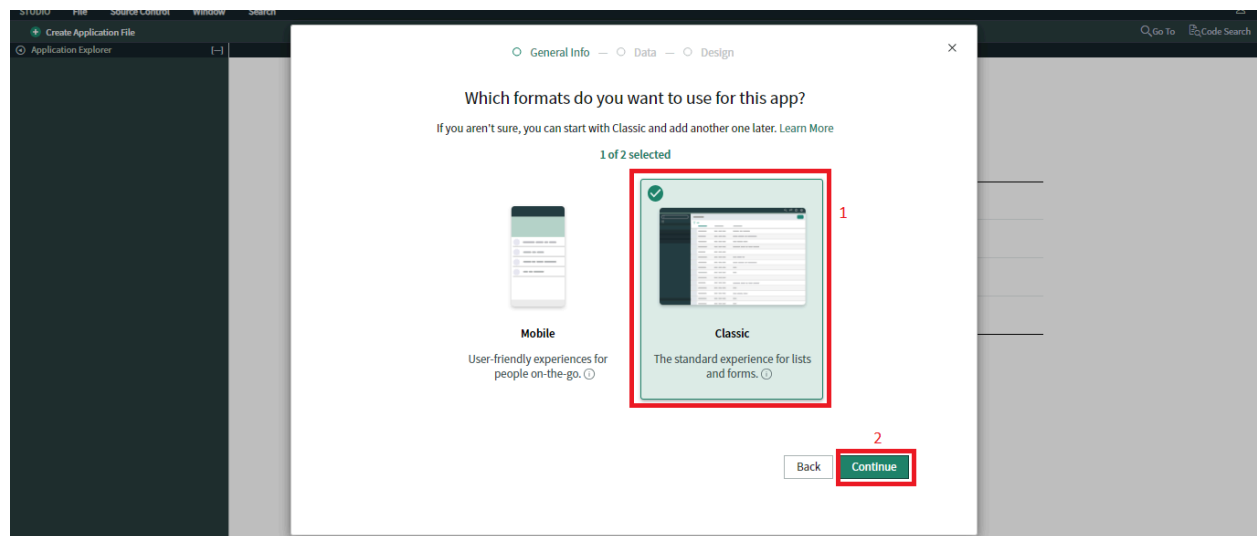 STUDIO File Source Control Window Search
Create Application File
Go To Code Search
Application Explorer
General Info — Data — Design
Which formats do you want to use for this app?
If you aren't sure, you can start with Classic and add another one later. Learn More
1 of 2 selected
1
Mobile
User-friendly experiences for
people on-the-go.
Classic
The standard experience for lists
and forms.
2
Back
Continue